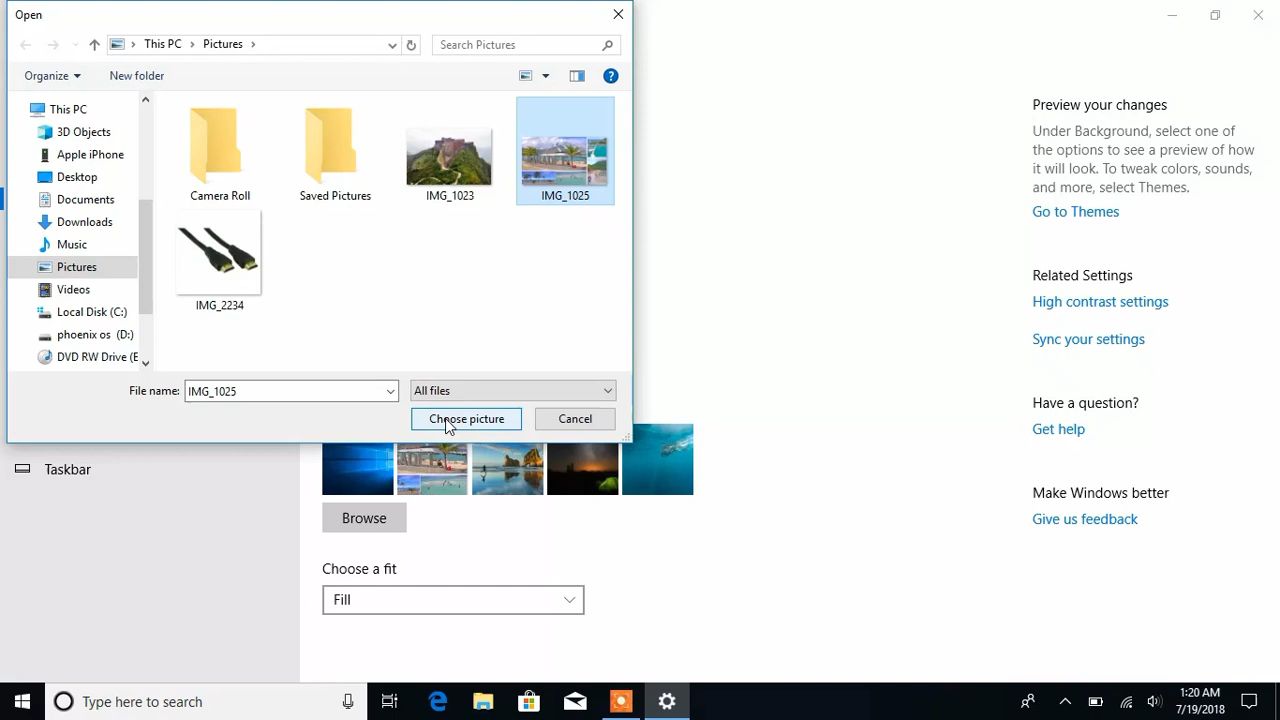 Open
This PC
Pictures
Search Pictures
Organize
New folder
This PC
3D Objects
Apple iPhone
Desktop
Documents
Downloads
Music
Pictures
Videos
Local Disk (C:)
phoenix os (D:)
DVD RW Drive (E
Camera Roll
Saved Pictures
IMG_1023
IMG_1025
IMG_2234
File name:
IMG_1025
All files
Choose picture
Cancel
Taskbar
Browse
Choose a fit
Fill
Preview your changes
Under Background, select one of
the options to see a preview of how
it will look. To tweak colors, sounds,
and more, select Themes.
Go to Themes
Related Settings
High contrast settings
Sync your settings
Have a question?
Get help
Make Windows better
Give us feedback
Type here to search
1:20 AM
7/19/2018